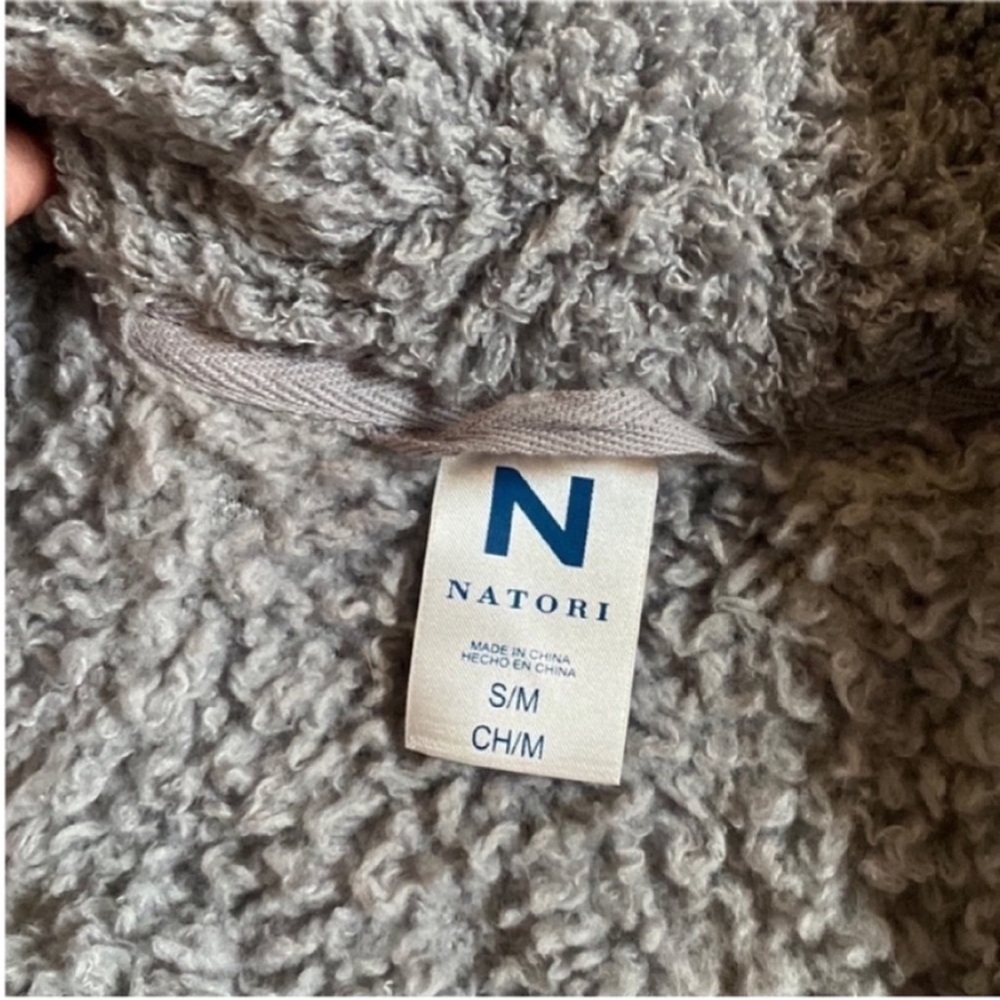 N
NATORI
MADE IN CHINA
HECHO EN CHINA
S/M
CH/M